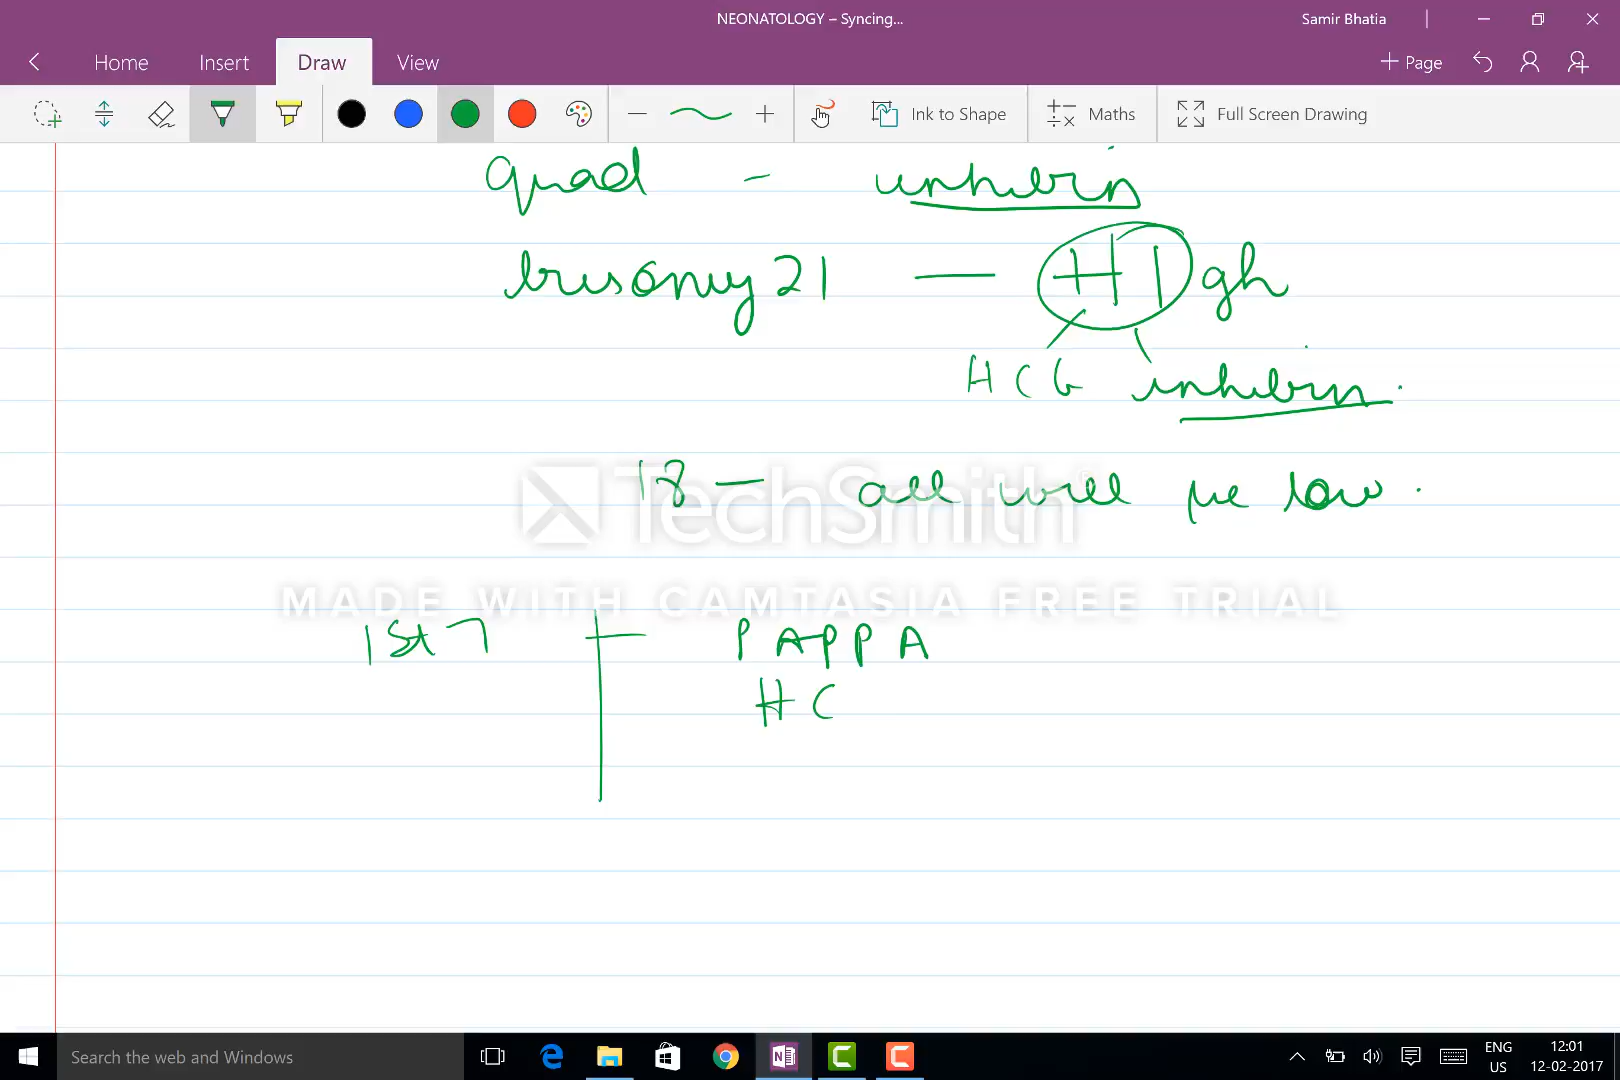 NEONATOLOGY – Syncing...
Samir Bhatia
Home Insert Draw View
Page
Ink to Shape Maths Full Screen Drawing
quad - inhibin
trisomy 21 — HIgh
HCG inhibin.
18 — all will be low.
TechSmith
MADE WITH CAMTASIA FREE TRIAL
1st T PAPPA
HC
Search the web and Windows
ENG
US
12:01
12-02-2017